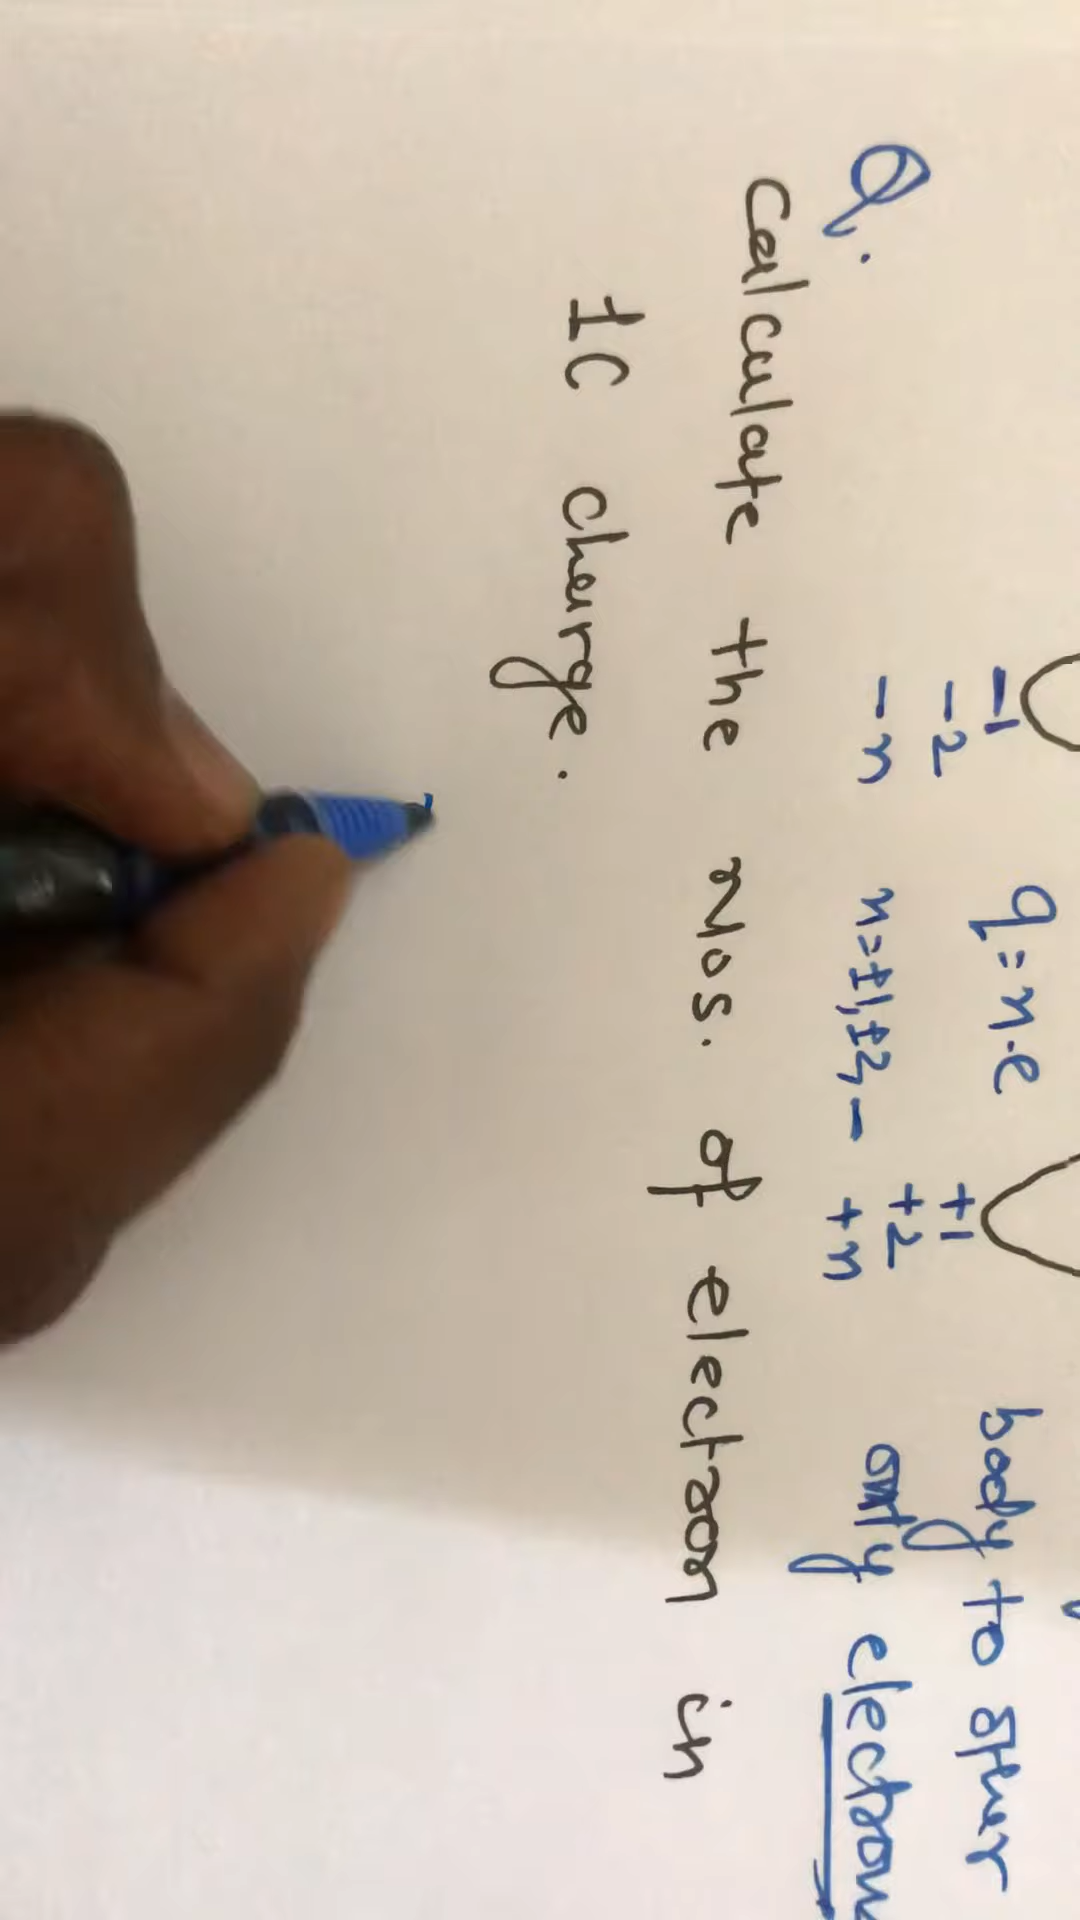 -1 q=n.e +1 body to other
-2 +2 only electron
-n n=±1,±2,- +n
Q.
Calculate the Nos. of electron in
1C charge.